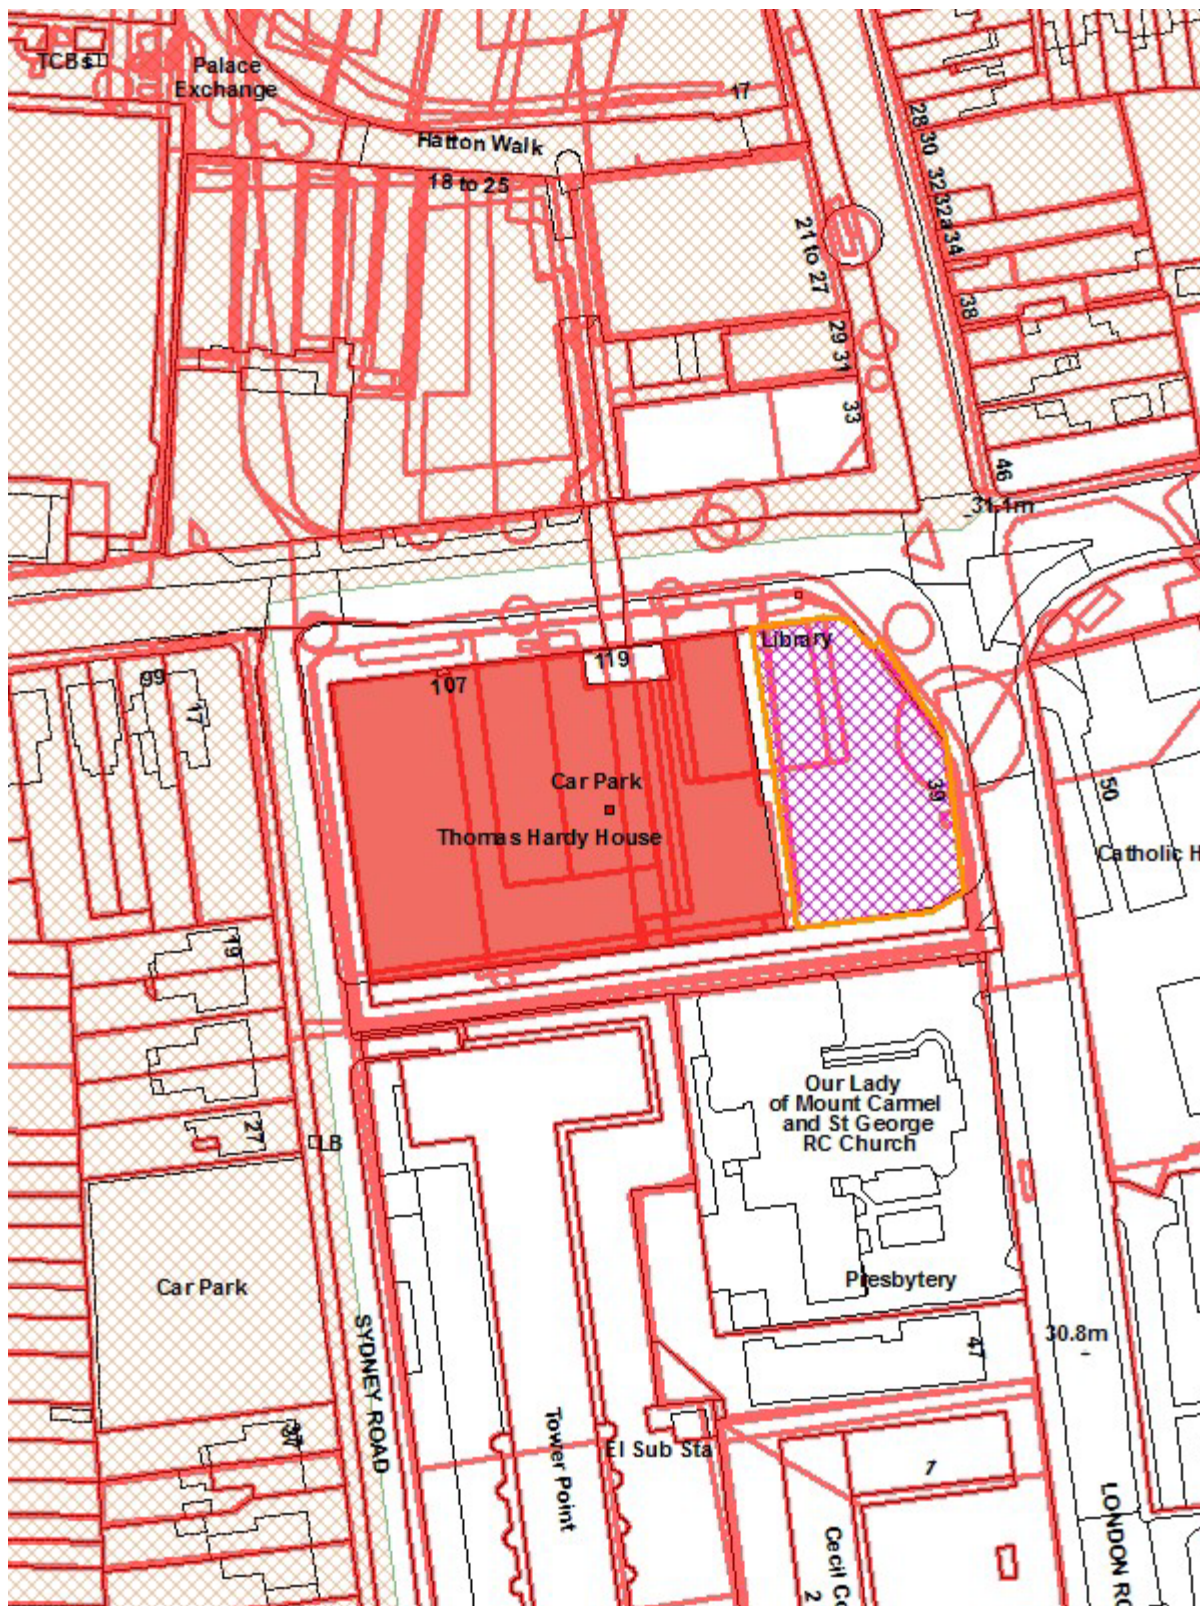 TCBs
Palace
Exchange
17
Hatton Walk
18 to 25
28
30
32
32a
34
21 to 27
38
29
31
33
46
31.1m
Library
119
107
99
17
Car Park
39
50
Thomas Hardy House
Catholic H
19
Our Lady
of Mount Carmel
and St George
RC Church
27
LB
Car Park
Presbytery
SYDNEY ROAD
30.8m
47
37
Tower Point
El Sub Sta
1
LONDON RO
Cecil Co
2